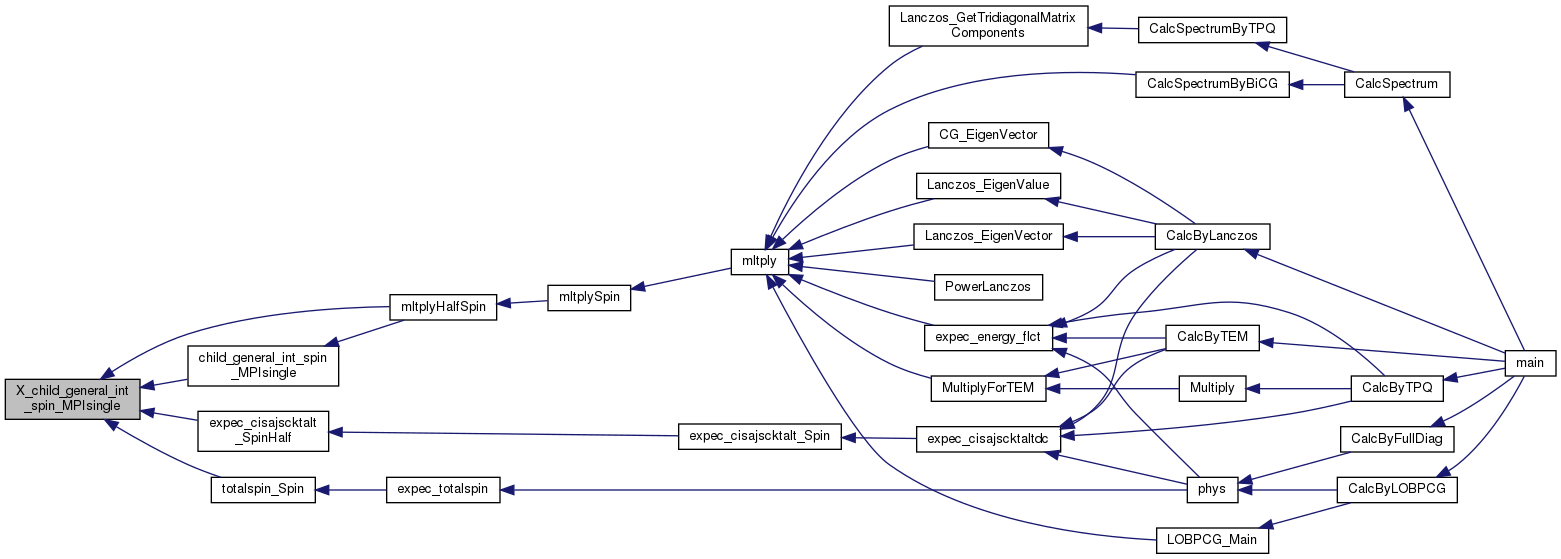 X_child_general_int
_spin_MPIsingle
mltplyHalfSpin
child_general_int_spin
_MPIsingle
expec_cisajscktalt
_SpinHalf
totalspin_Spin
mltplySpin
expec_totalspin
expec_cisajscktalt_Spin
mltply
Lanczos_GetTridiagonalMatrix
Components
CalcSpectrumByTPQ
CalcSpectrumByBiCG
CalcSpectrum
CG_EigenVector
Lanczos_EigenValue
Lanczos_EigenVector
CalcByLanczos
PowerLanczos
expec_energy_flct
CalcByTEM
main
MultiplyForTEM
Multiply
CalcByTPQ
expec_cisajscktaltdc
CalcByFullDiag
phys
CalcByLOBPCG
LOBPCG_Main